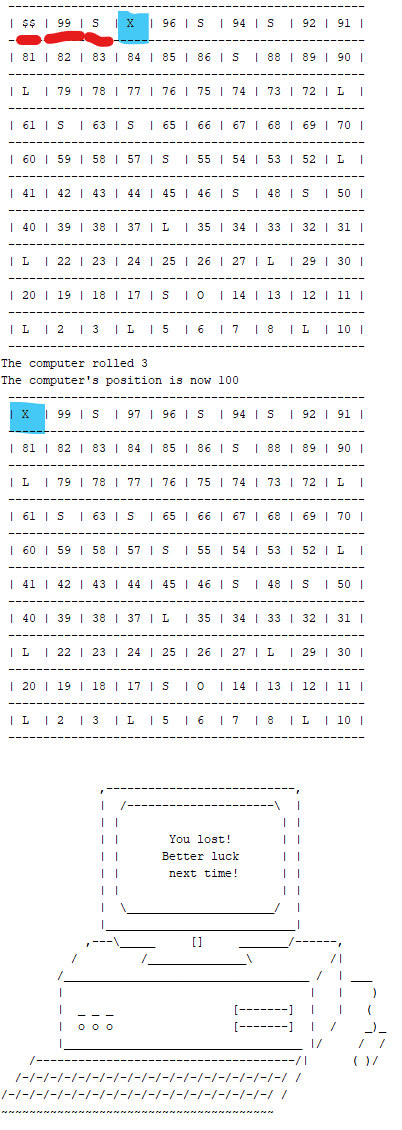 | $$ | 99 | S | X | 96 | S | 94 | S | 92 | 91 |
| 81 | 82 | 83 | 84 | 85 | 86 | S | 88 | 89 | 90 |
| L | 79 | 78 | 77 | 76 | 75 | 74 | 73 | 72 | L |
| 61 | S | 63 | S | 65 | 66 | 67 | 68 | 69 | 70 |
| 60 | 59 | 58 | 57 | S | 55 | 54 | 53 | 52 | L |
| 41 | 42 | 43 | 44 | 45 | 46 | S | 48 | S | 50 |
| 40 | 39 | 38 | 37 | L | 35 | 34 | 33 | 32 | 31 |
| L | 22 | 23 | 24 | 25 | 26 | 27 | L | 29 | 30 |
| 20 | 19 | 18 | 17 | S | O | 14 | 13 | 12 | 11 |
| L | 2 | 3 | L | 5 | 6 | 7 | 8 | L | 10 |
The computer rolled 3
The computer's position is now 100
| X | 99 | S | 97 | 96 | S | 94 | S | 92 | 91 |
| 81 | 82 | 83 | 84 | 85 | 86 | S | 88 | 89 | 90 |
| L | 79 | 78 | 77 | 76 | 75 | 74 | 73 | 72 | L |
| 61 | S | 63 | S | 65 | 66 | 67 | 68 | 69 | 70 |
| 60 | 59 | 58 | 57 | S | 55 | 54 | 53 | 52 | L |
| 41 | 42 | 43 | 44 | 45 | 46 | S | 48 | S | 50 |
| 40 | 39 | 38 | 37 | L | 35 | 34 | 33 | 32 | 31 |
| L | 22 | 23 | 24 | 25 | 26 | 27 | L | 29 | 30 |
| 20 | 19 | 18 | 17 | S | O | 14 | 13 | 12 | 11 |
| L | 2 | 3 | L | 5 | 6 | 7 | 8 | L | 10 |
You lost!
Better luck
next time!